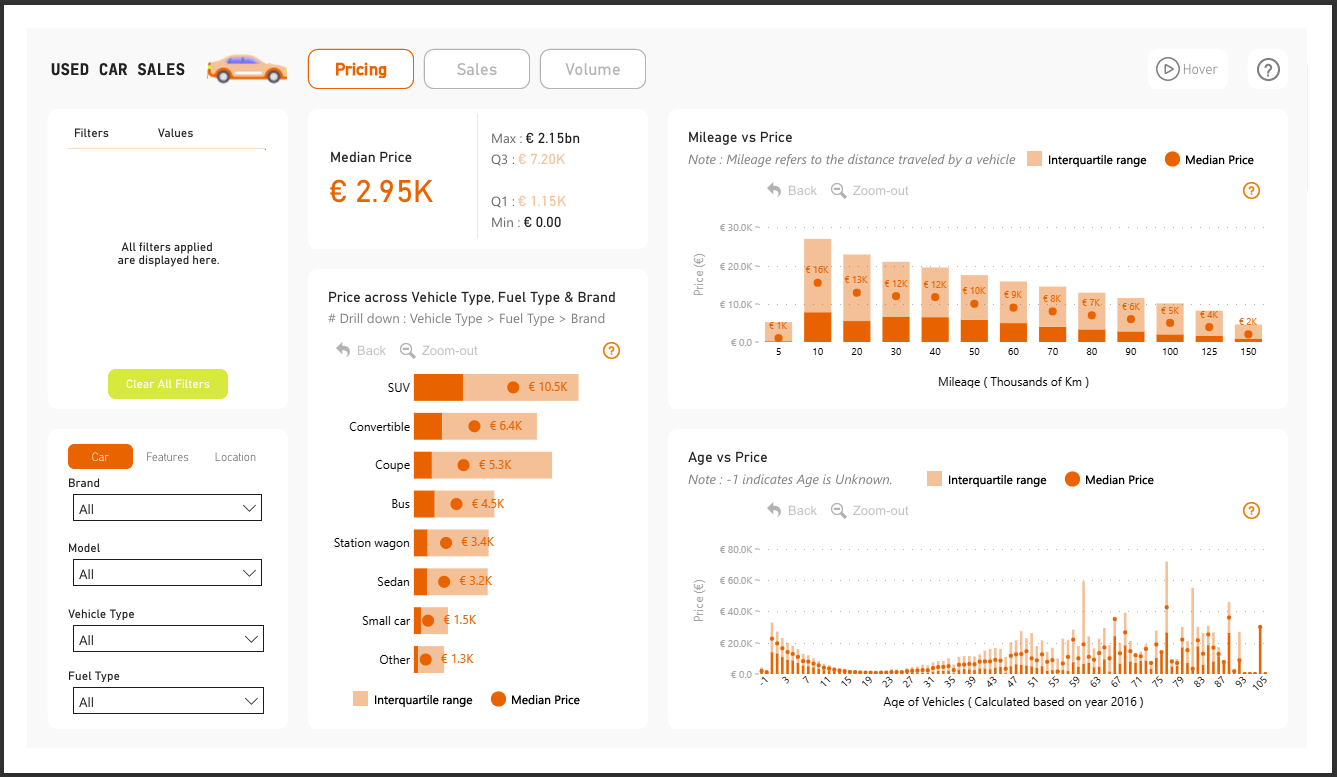 USED CAR SALES
Pricing
Sales
Volume
Hover
?
Filters Values
All filters applied
are displayed here.
Clear All Filters
Car Features Location
Brand
All
Model
All
Vehicle Type
All
Fuel Type
All
Median Price
€ 2.95K
Max : € 2.15bn
Q3 : € 7.20K
Q1 : € 1.15K
Min : € 0.00
Price across Vehicle Type, Fuel Type & Brand
# Drill down : Vehicle Type > Fuel Type > Brand
Back Zoom-out ?
SUV € 10.5K
Convertible € 6.4K
Coupe € 5.3K
Bus € 4.5K
Station wagon € 3.4K
Sedan € 3.2K
Small car € 1.5K
Other € 1.3K
Interquartile range Median Price
Mileage vs Price
Note : Mileage refers to the distance traveled by a vehicle Interquartile range Median Price
Back Zoom-out ?
Price (€)
€ 30.0K
€ 20.0K
€ 10.0K
€ 0.0
€ 1K € 16K € 13K € 12K € 12K € 10K € 9K € 8K € 7K € 6K € 5K € 4K € 2K
5 10 20 30 40 50 60 70 80 90 100 125 150
Mileage ( Thousands of Km )
Age vs Price
Note : -1 indicates Age is Unknown. Interquartile range Median Price
Back Zoom-out ?
Price (€)
€ 80.0K
€ 60.0K
€ 40.0K
€ 20.0K
€ 0.0
-1 3 7 11 15 19 23 27 31 35 39 43 47 51 55 59 63 67 71 75 79 83 87 93 105
Age of Vehicles ( Calculated based on year 2016 )